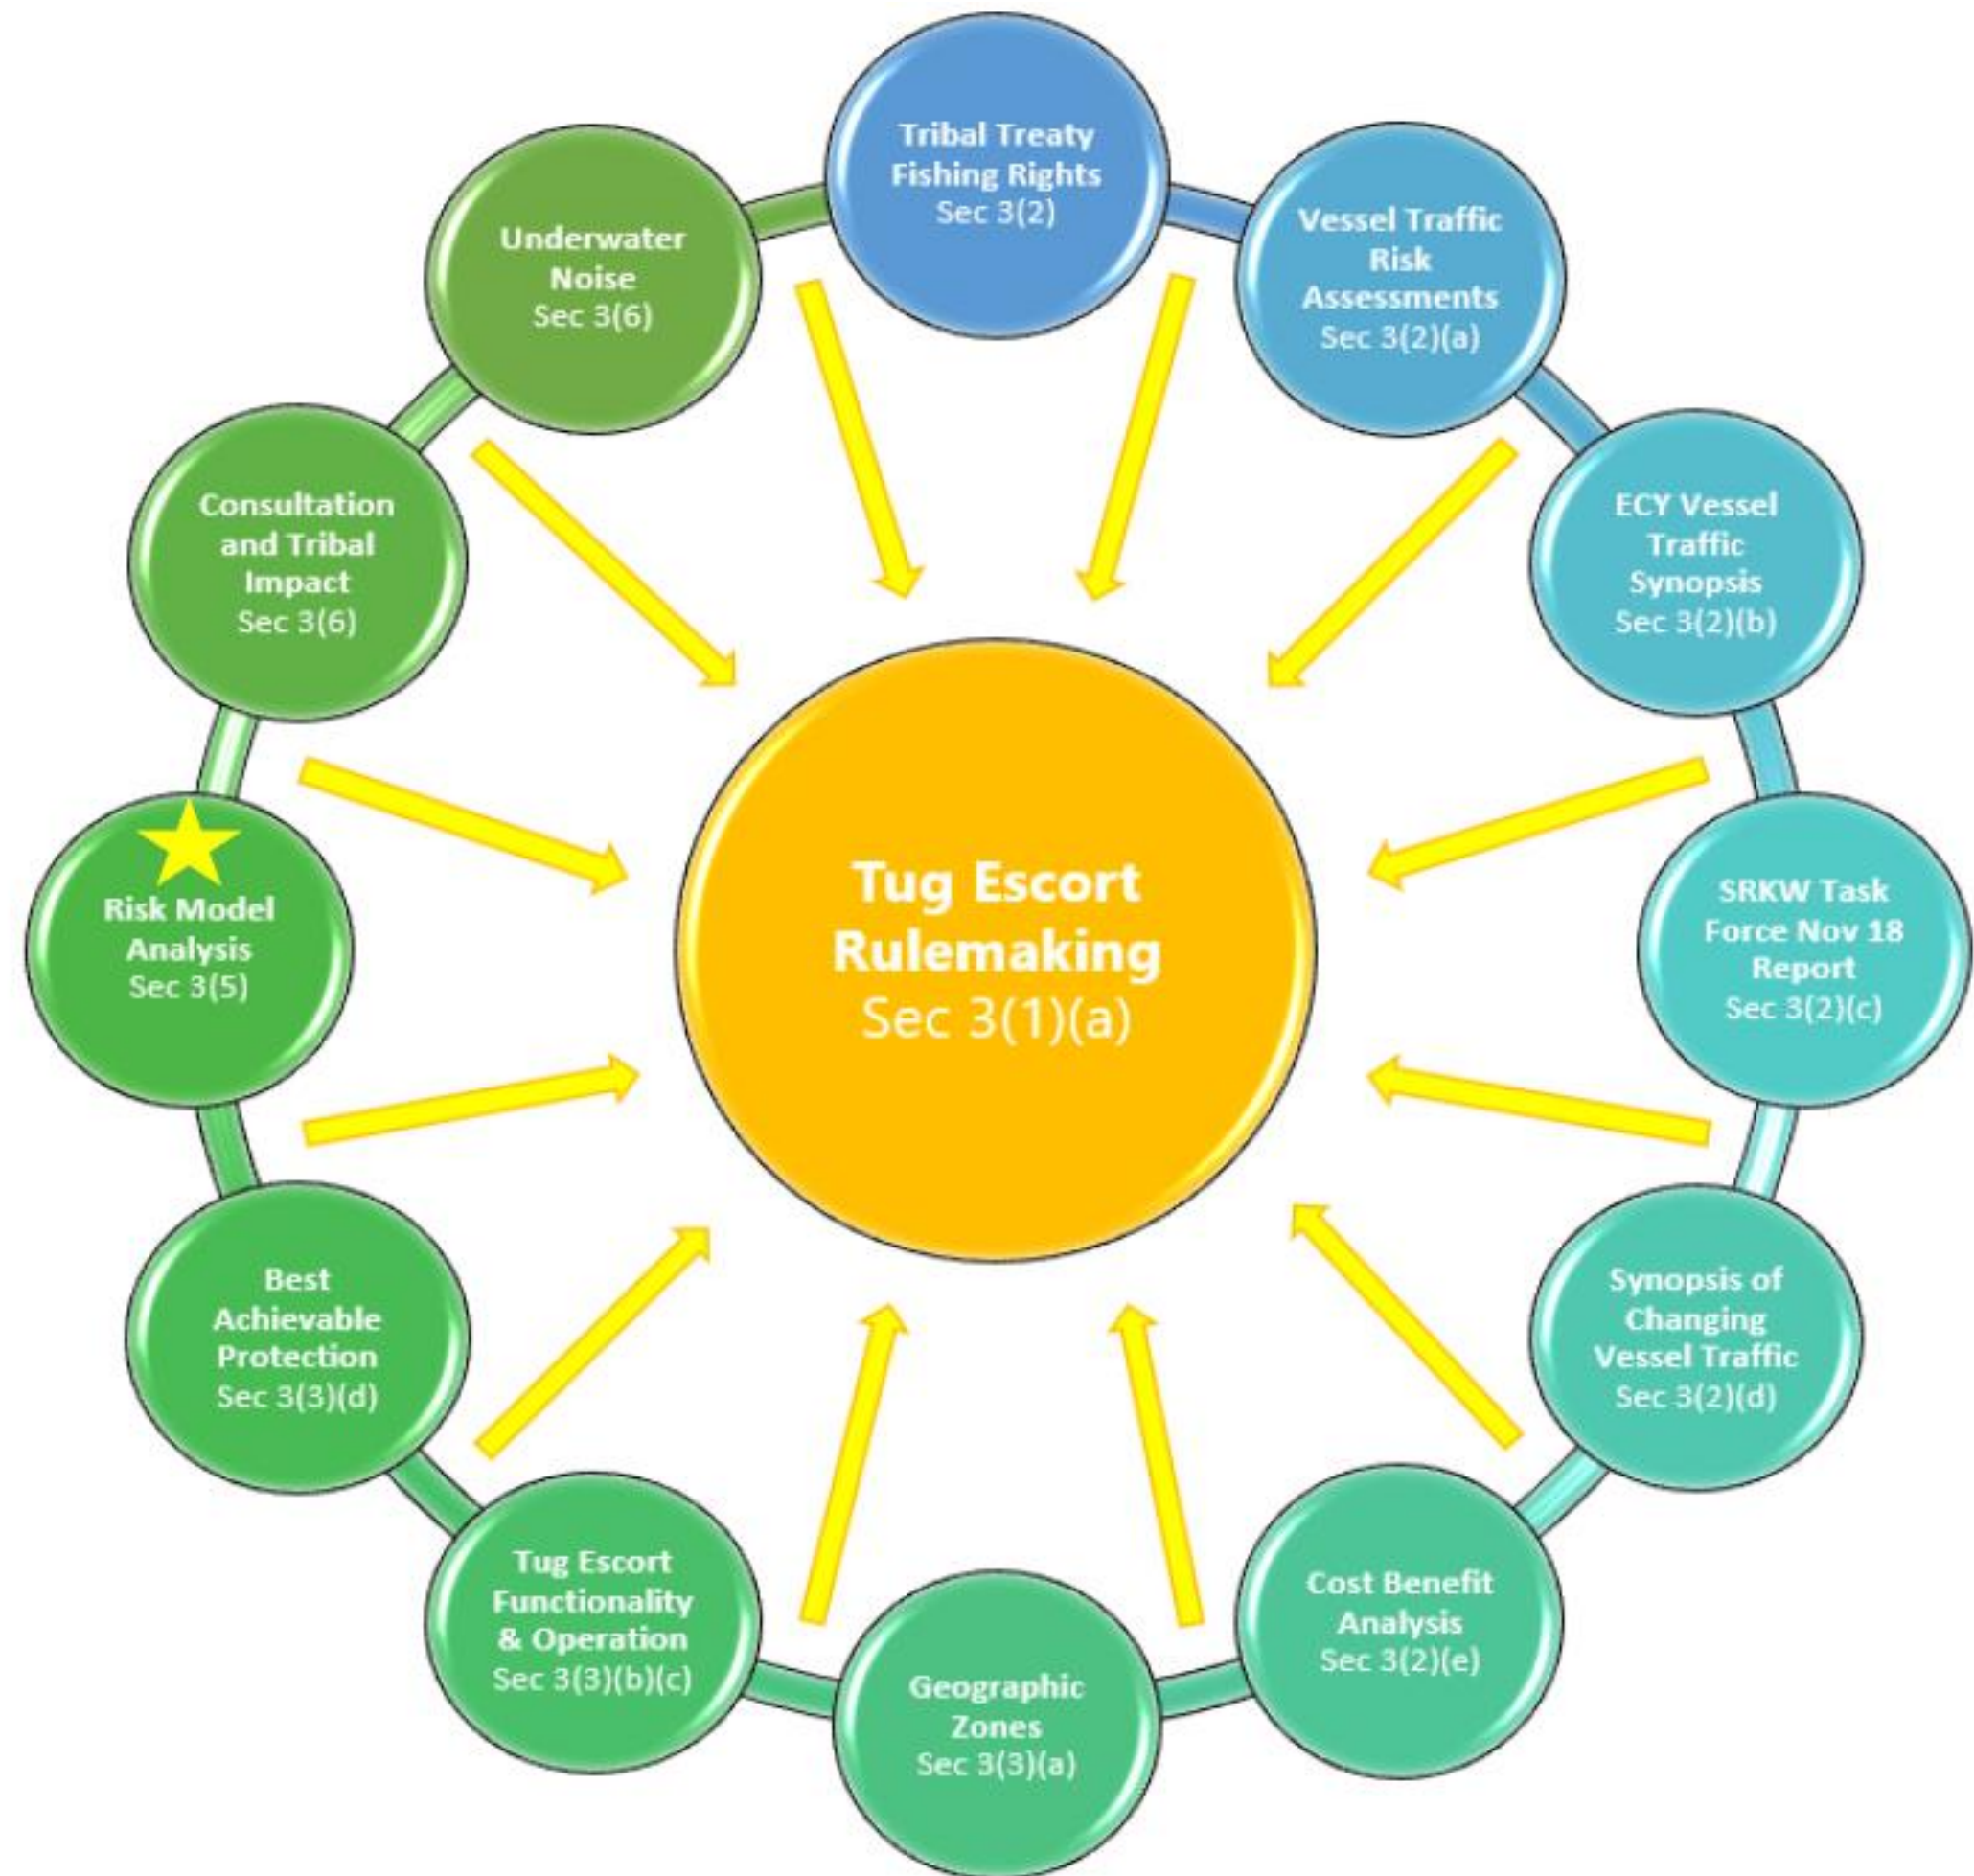 Tribal Treaty
Fishing Rights
Sec 3(2)
Vessel Traffic
Risk
Assessments
Sec 3(2)(a)
ECY Vessel
Traffic
Synopsis
Sec 3(2)(b)
SRKW Task
Force Nov 18
Report
Sec 3(2)(c)
Synopsis of
Changing
Vessel Traffic
Sec 3(2)(d)
Cost Benefit
Analysis
Sec 3(2)(e)
Geographic
Zones
Sec 3(3)(a)
Tug Escort
Functionality
& Operation
Sec 3(3)(b)(c)
Best
Achievable
Protection
Sec 3(3)(d)
Risk Model
Analysis
Sec 3(5)
Consultation
and Tribal
Impact
Sec 3(6)
Underwater
Noise
Sec 3(6)
Tug Escort
Rulemaking
Sec 3(1)(a)